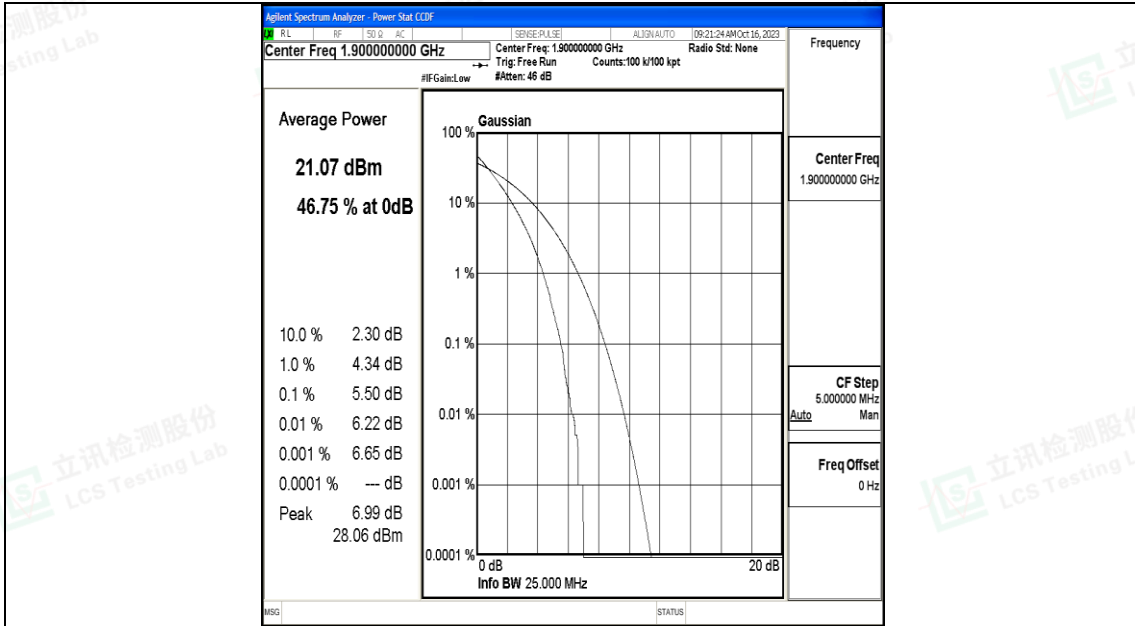 Agilent Spectrum Analyzer - Power Stat CCDF
RL RF 50 Ω AC SENSE:PULSE ALIGN AUTO 09:21:24 AM Oct 16, 2023
Center Freq 1.900000000 GHz
Center Freq: 1.900000000 GHz Radio Std: None
Trig: Free Run Counts:100 k/100 kpt
#IFGain:Low #Atten: 46 dB
Frequency
Average Power
21.07 dBm
46.75 % at 0dB
10.0 % 2.30 dB
1.0 % 4.34 dB
0.1 % 5.50 dB
0.01 % 6.22 dB
0.001 % 6.65 dB
0.0001 % --- dB
Peak 6.99 dB
28.06 dBm
Gaussian
100 %
10 %
1 %
0.1 %
0.01 %
0.001 %
0.0001 %
0 dB 20 dB
Info BW 25.000 MHz
Center Freq
1.900000000 GHz
CF Step
5.000000 MHz
Auto Man
Freq Offset
0 Hz
MSG STATUS
立讯检测股份
LCS Testing Lab
立讯检测股
LCS Testing L
检测股份
sting Lab
立